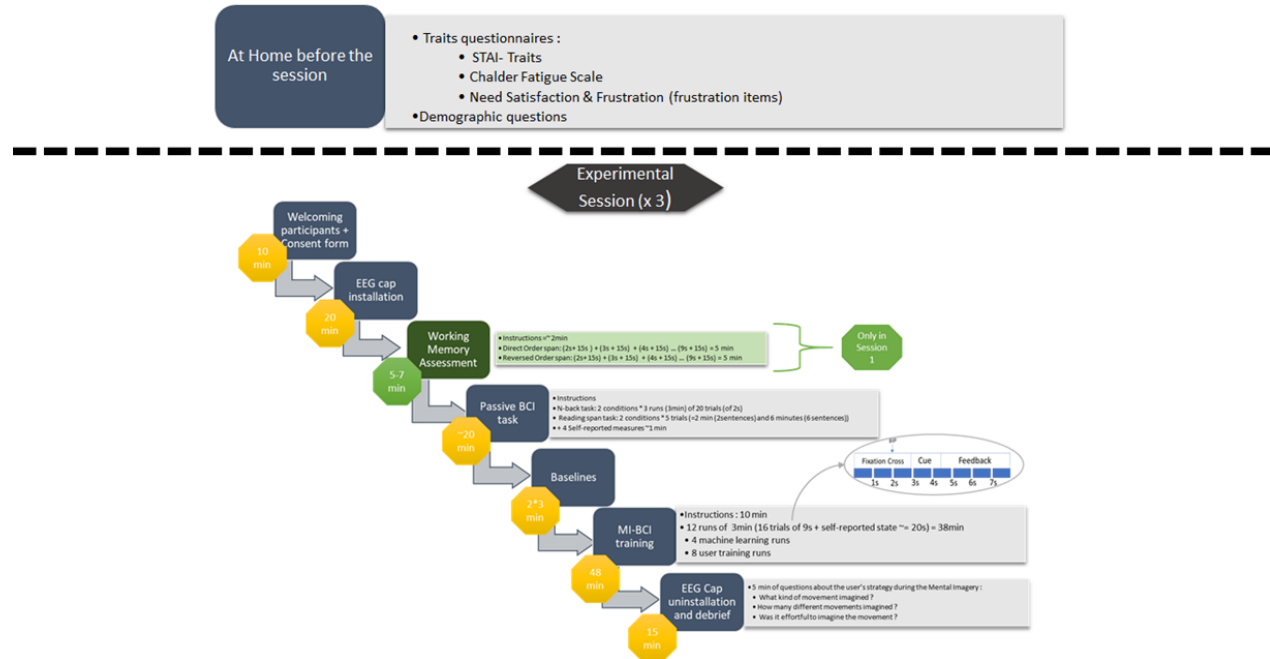 At Home before the
session
• Traits questionnaires :
• STAI- Traits
• Chalder Fatigue Scale
• Need Satisfaction & Frustration (frustration items)
•Demographic questions
Experimental
Session (x 3)
Welcoming
participants +
Consent form
10
min
EEG cap
installation
20
min
Working
Memory
Assessment
•Instructions =~ 2min
•Direct Order span: (2s+ 15s ) + (3s + 15s) + (4s + 15s) ... (9s + 15s) = 5 min
•Reversed Order span: (2s+15s) + (3s + 15s) + (4s + 15s) ... (9s + 15s) = 5 min
Only in
Session
1
5-7
min
Passive BCI
task
•Instructions
•N-back task: 2 conditions * 3 runs (3min) of 20 trials (of 2s)
• Reading span task: 2 conditions * 5 trials (=2 min (2sentences) and 6 minutes (6 sentences))
•+ 4 Self-reported measures ~1 min
~20
min
Fixation Cross Cue Feedback
1s 2s 3s 4s 5s 6s 7s
Baselines
2*3
min
MI-BCI
training
•Instructions : 10 min
•12 runs of 3min (16 trials of 9s + self-reported state ~= 20s) = 38min
• 4 machine learning runs
• 8 user training runs
48
min
EEG Cap
uninstallation
and debrief
•5 min of questions about the user's strategy during the Mental Imagery :
• What kind of movement imagined ?
•How many different movements imagined ?
• Was it effortful to imagine the movement ?
15
min